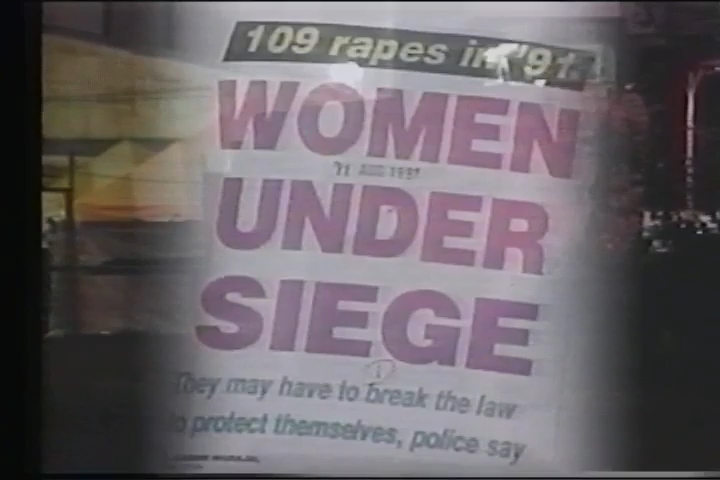 109 rapes in '91
WOMEN
UNDER
SIEGE
They may have to break the law
to protect themselves, police say